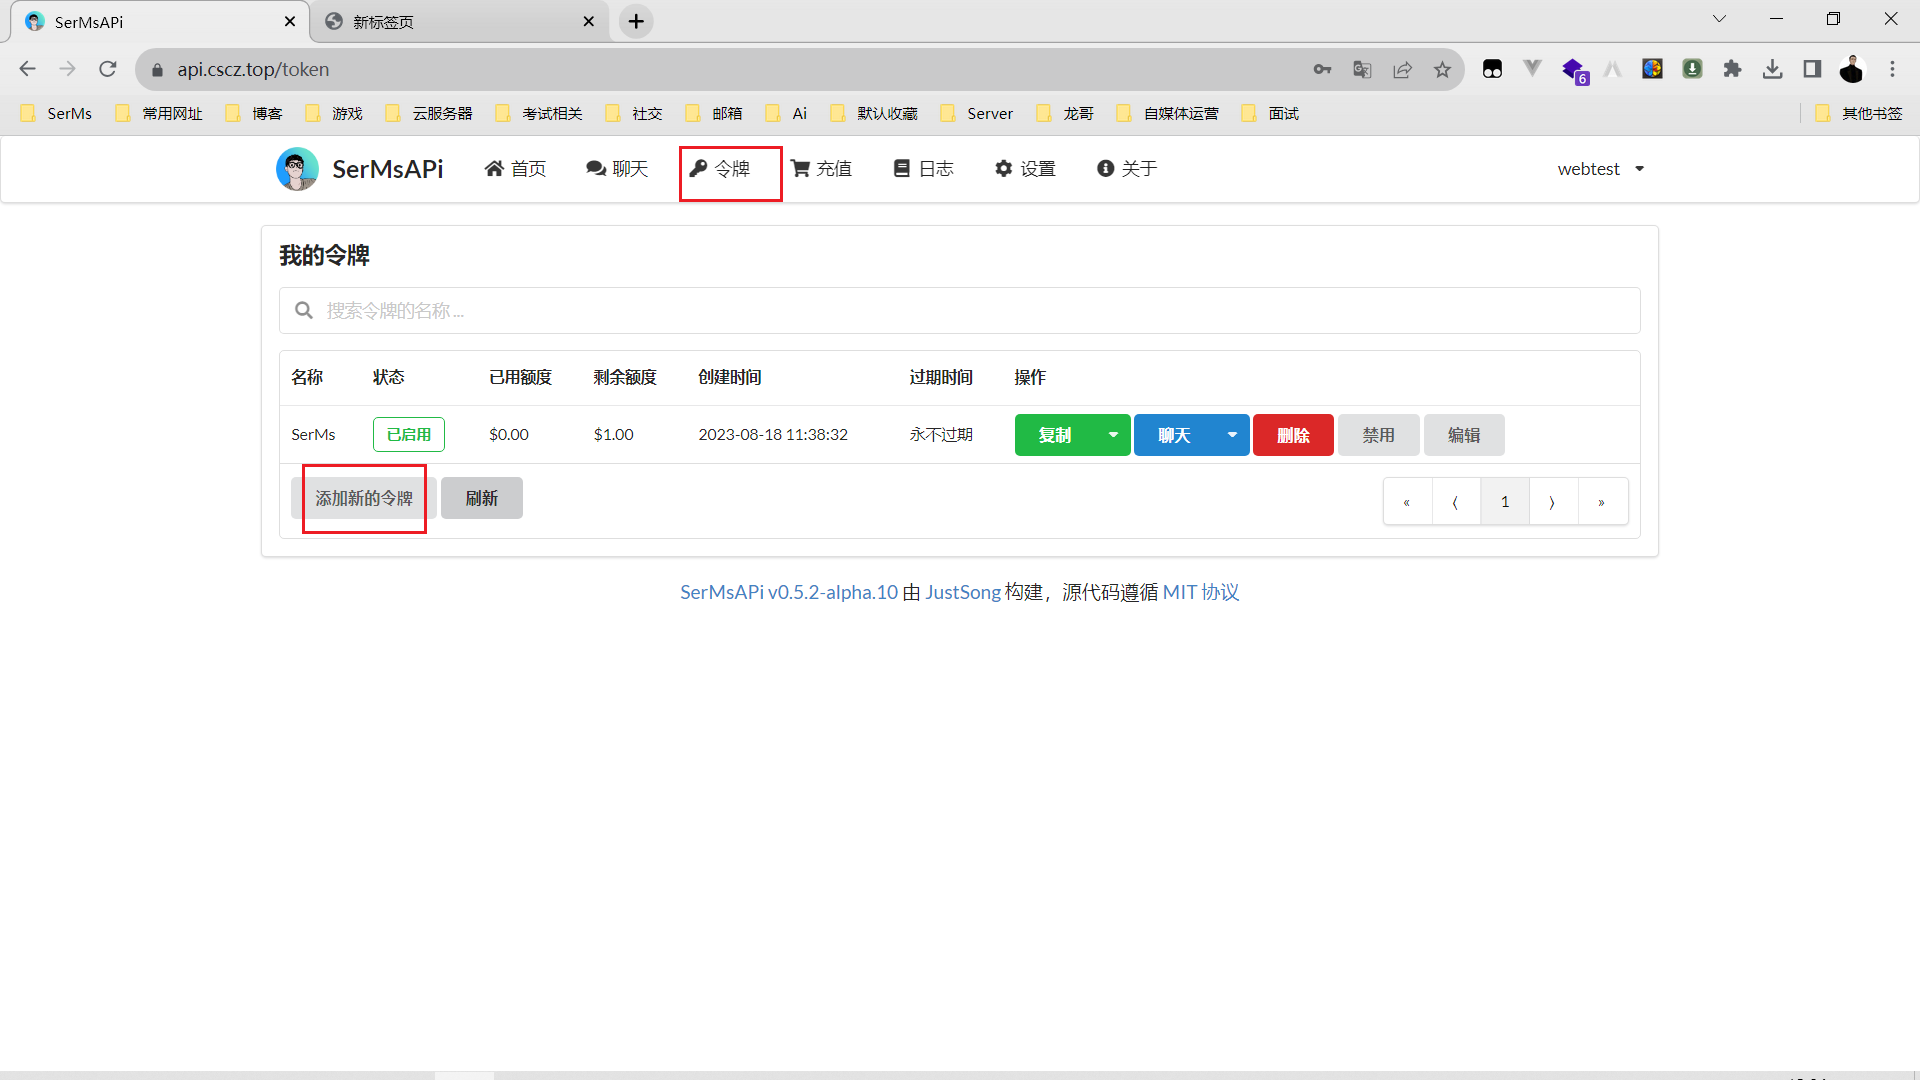 SerMsAPi
新标签页
api.cscz.top/token
6
SerMs 常用网址 博客 游戏 云服务器 考试相关 社交 邮箱 Ai 默认收藏 Server 龙哥 自媒体运营 面试 其他书签
SerMsAPi 首页 聊天 令牌 充值 日志 设置 关于 webtest
我的令牌
搜索令牌的名称 ...
名称 状态 已用额度 剩余额度 创建时间 过期时间 操作
SerMs 已启用 $0.00 $1.00 2023-08-18 11:38:32 永不过期 复制 聊天 删除 禁用 编辑
添加新的令牌 刷新 « ⟨ 1 ⟩ »
SerMsAPi v0.5.2-alpha.10 由 JustSong 构建，源代码遵循 MIT 协议